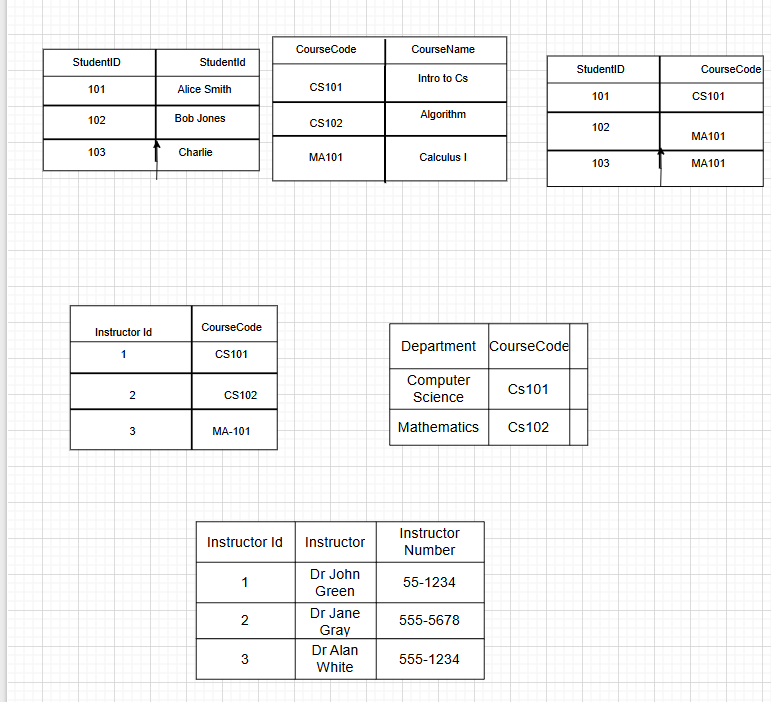 StudentID StudentId
101 Alice Smith
102 Bob Jones
103 Charlie
CourseCode CourseName
CS101 Intro to Cs
CS102 Algorithm
MA101 Calculus I
StudentID CourseCode
101 CS101
102 MA101
103 MA101
Instructor Id CourseCode
1 CS101
2 CS102
3 MA-101
Department CourseCode
Computer
Science Cs101
Mathematics Cs102
Instructor Id Instructor Instructor
Number
1 Dr John
Green 55-1234
2 Dr Jane
Gray 555-5678
3 Dr Alan
White 555-1234